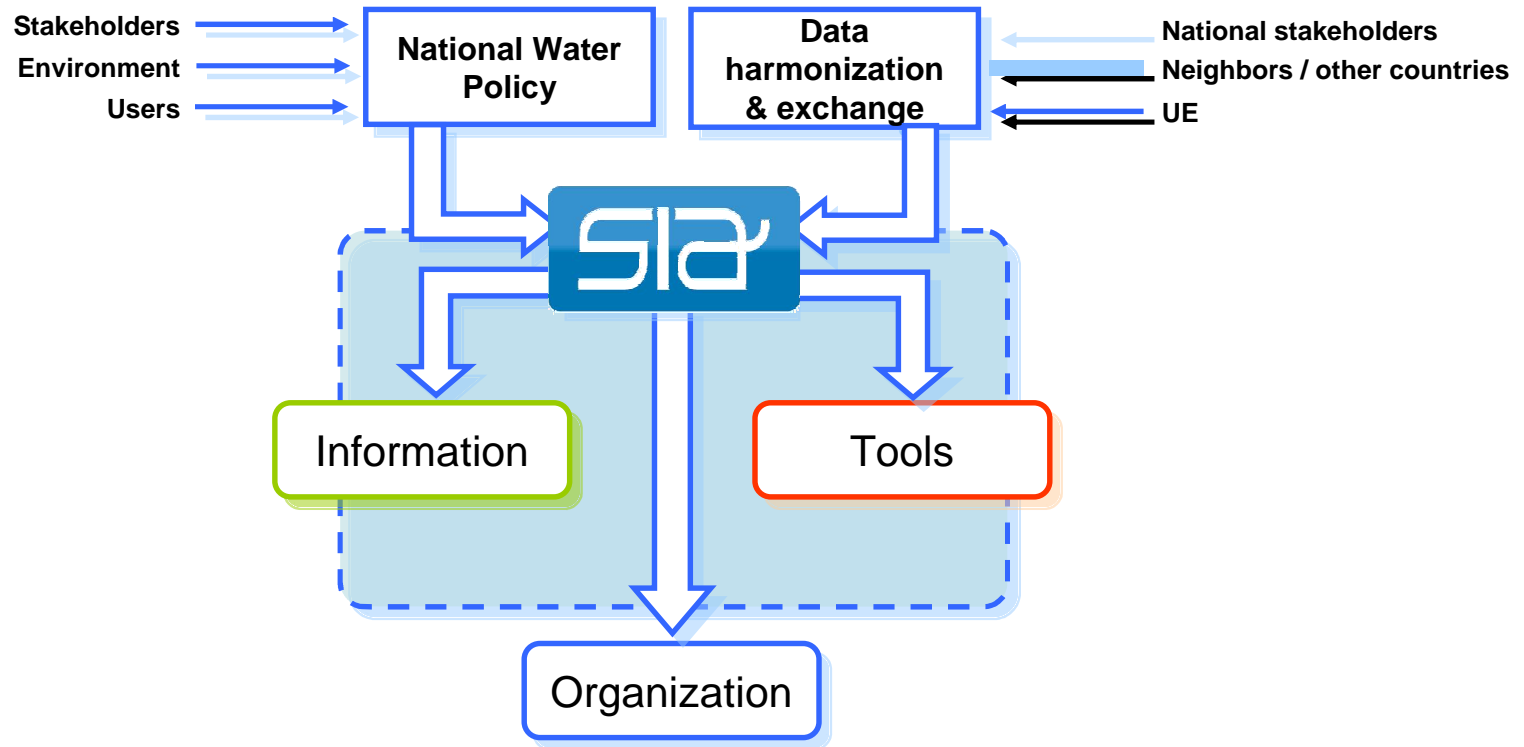 Stakeholders
Environment
Users
National Water
Policy
Data
harmonization
& exchange
National stakeholders
Neighbors / other countries
UE
sia
Information
Tools
Organization